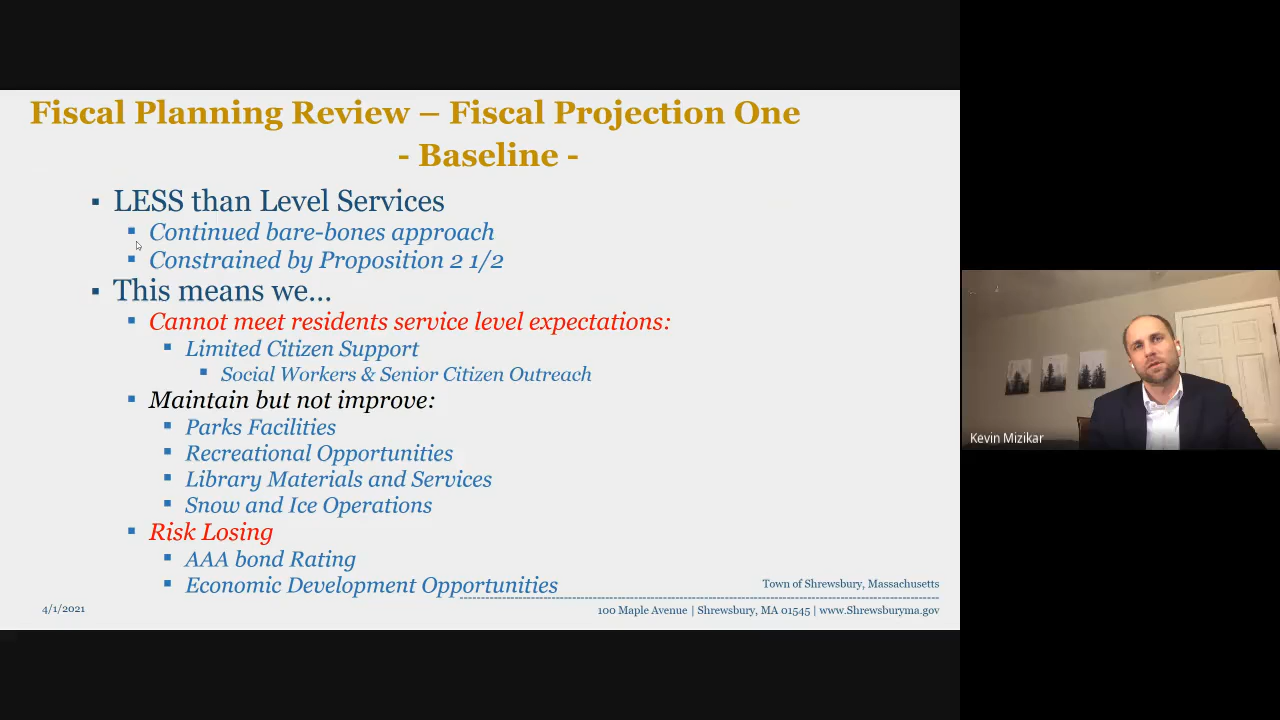 Fiscal Planning Review – Fiscal Projection One
- Baseline -
▪ LESS than Level Services
▪ Continued bare-bones approach
▪ Constrained by Proposition 2 1/2
▪ This means we…
▪ Cannot meet residents service level expectations:
▪ Limited Citizen Support
▪ Social Workers & Senior Citizen Outreach
▪ Maintain but not improve:
▪ Parks Facilities
▪ Recreational Opportunities
▪ Library Materials and Services
▪ Snow and Ice Operations
▪ Risk Losing
▪ AAA bond Rating
▪ Economic Development Opportunities
Town of Shrewsbury, Massachusetts
4/1/2021
100 Maple Avenue | Shrewsbury, MA 01545 | www.Shrewsburyma.gov
Kevin Mizikar